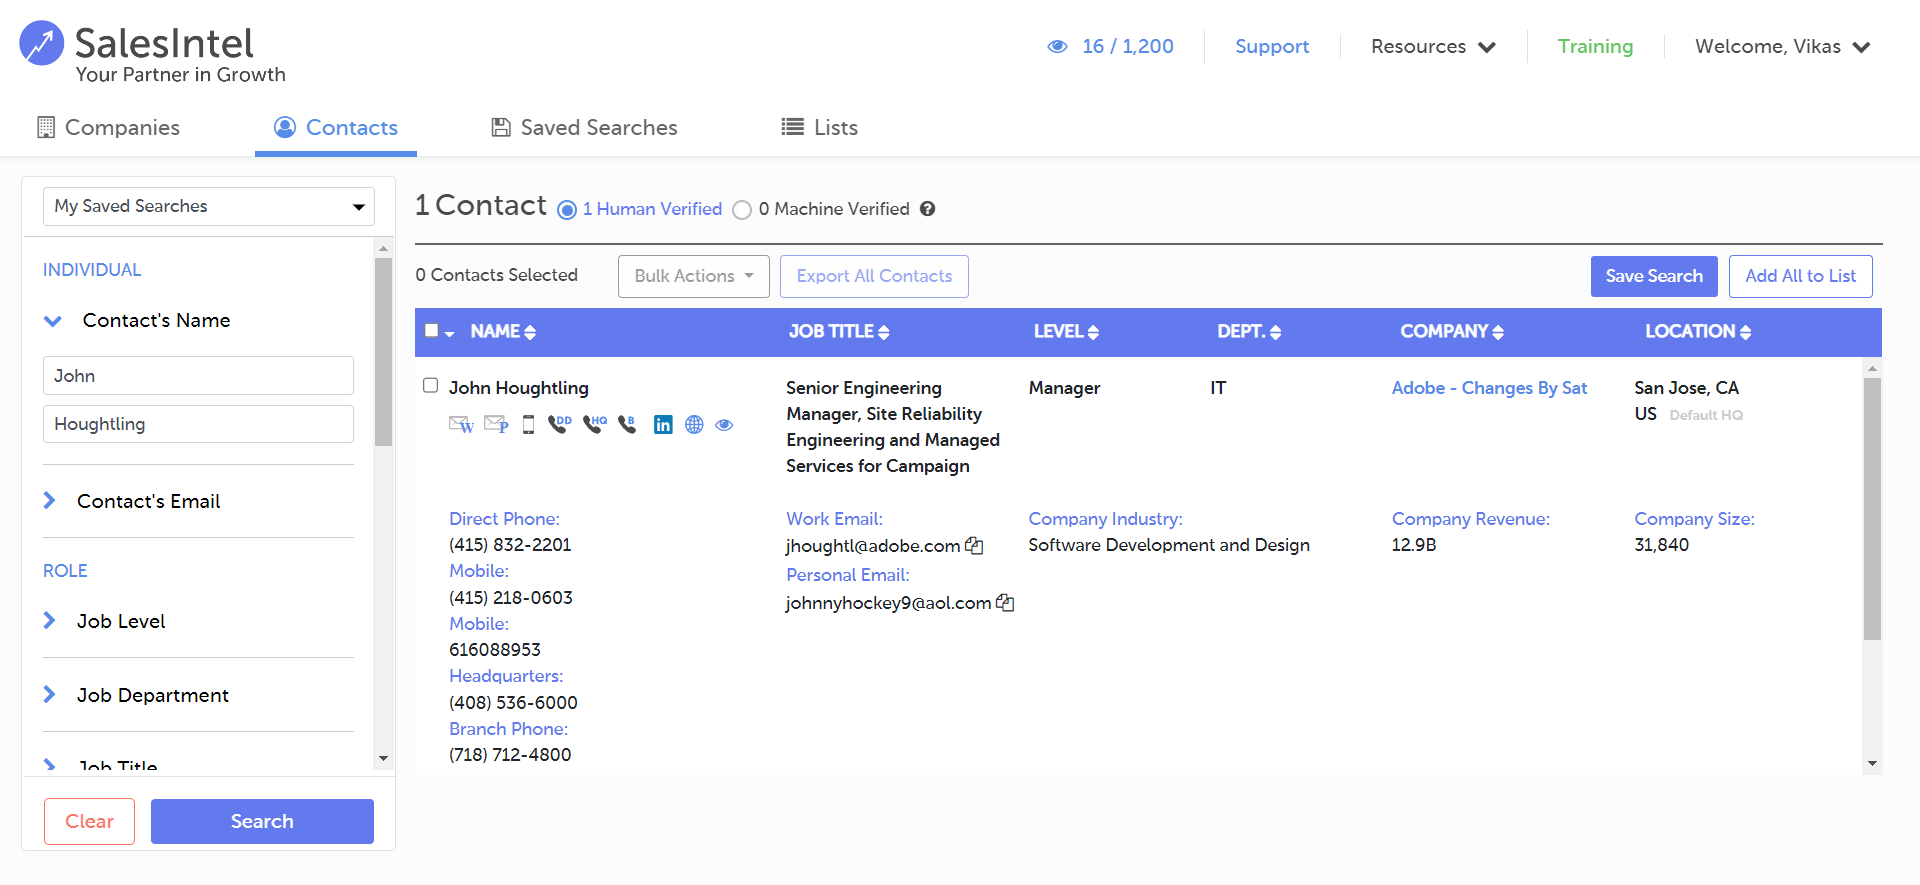 SalesIntel
Your Partner in Growth
16 / 1,200
Support
Resources
Training
Welcome, Vikas
Companies
Contacts
Saved Searches
Lists
My Saved Searches
INDIVIDUAL
Contact's Name
John
Houghtling
Contact's Email
ROLE
Job Level
Job Department
Job Title
Clear
Search
1 Contact
1 Human Verified
0 Machine Verified
?
0 Contacts Selected
Bulk Actions
Export All Contacts
Save Search
Add All to List
NAME
JOB TITLE
LEVEL
DEPT.
COMPANY
LOCATION
John Houghtling
W
P
DD
HQ
B
in
Senior Engineering
Manager, Site Reliability
Engineering and Managed
Services for Campaign
Manager
IT
Adobe - Changes By Sat
San Jose, CA
US Default HQ
Direct Phone:
(415) 832-2201
Mobile:
(415) 218-0603
Mobile:
616088953
Headquarters:
(408) 536-6000
Branch Phone:
(718) 712-4800
Work Email:
jhoughtl@adobe.com
Personal Email:
johnnyhockey9@aol.com
Company Industry:
Software Development and Design
Company Revenue:
12.9B
Company Size:
31,840